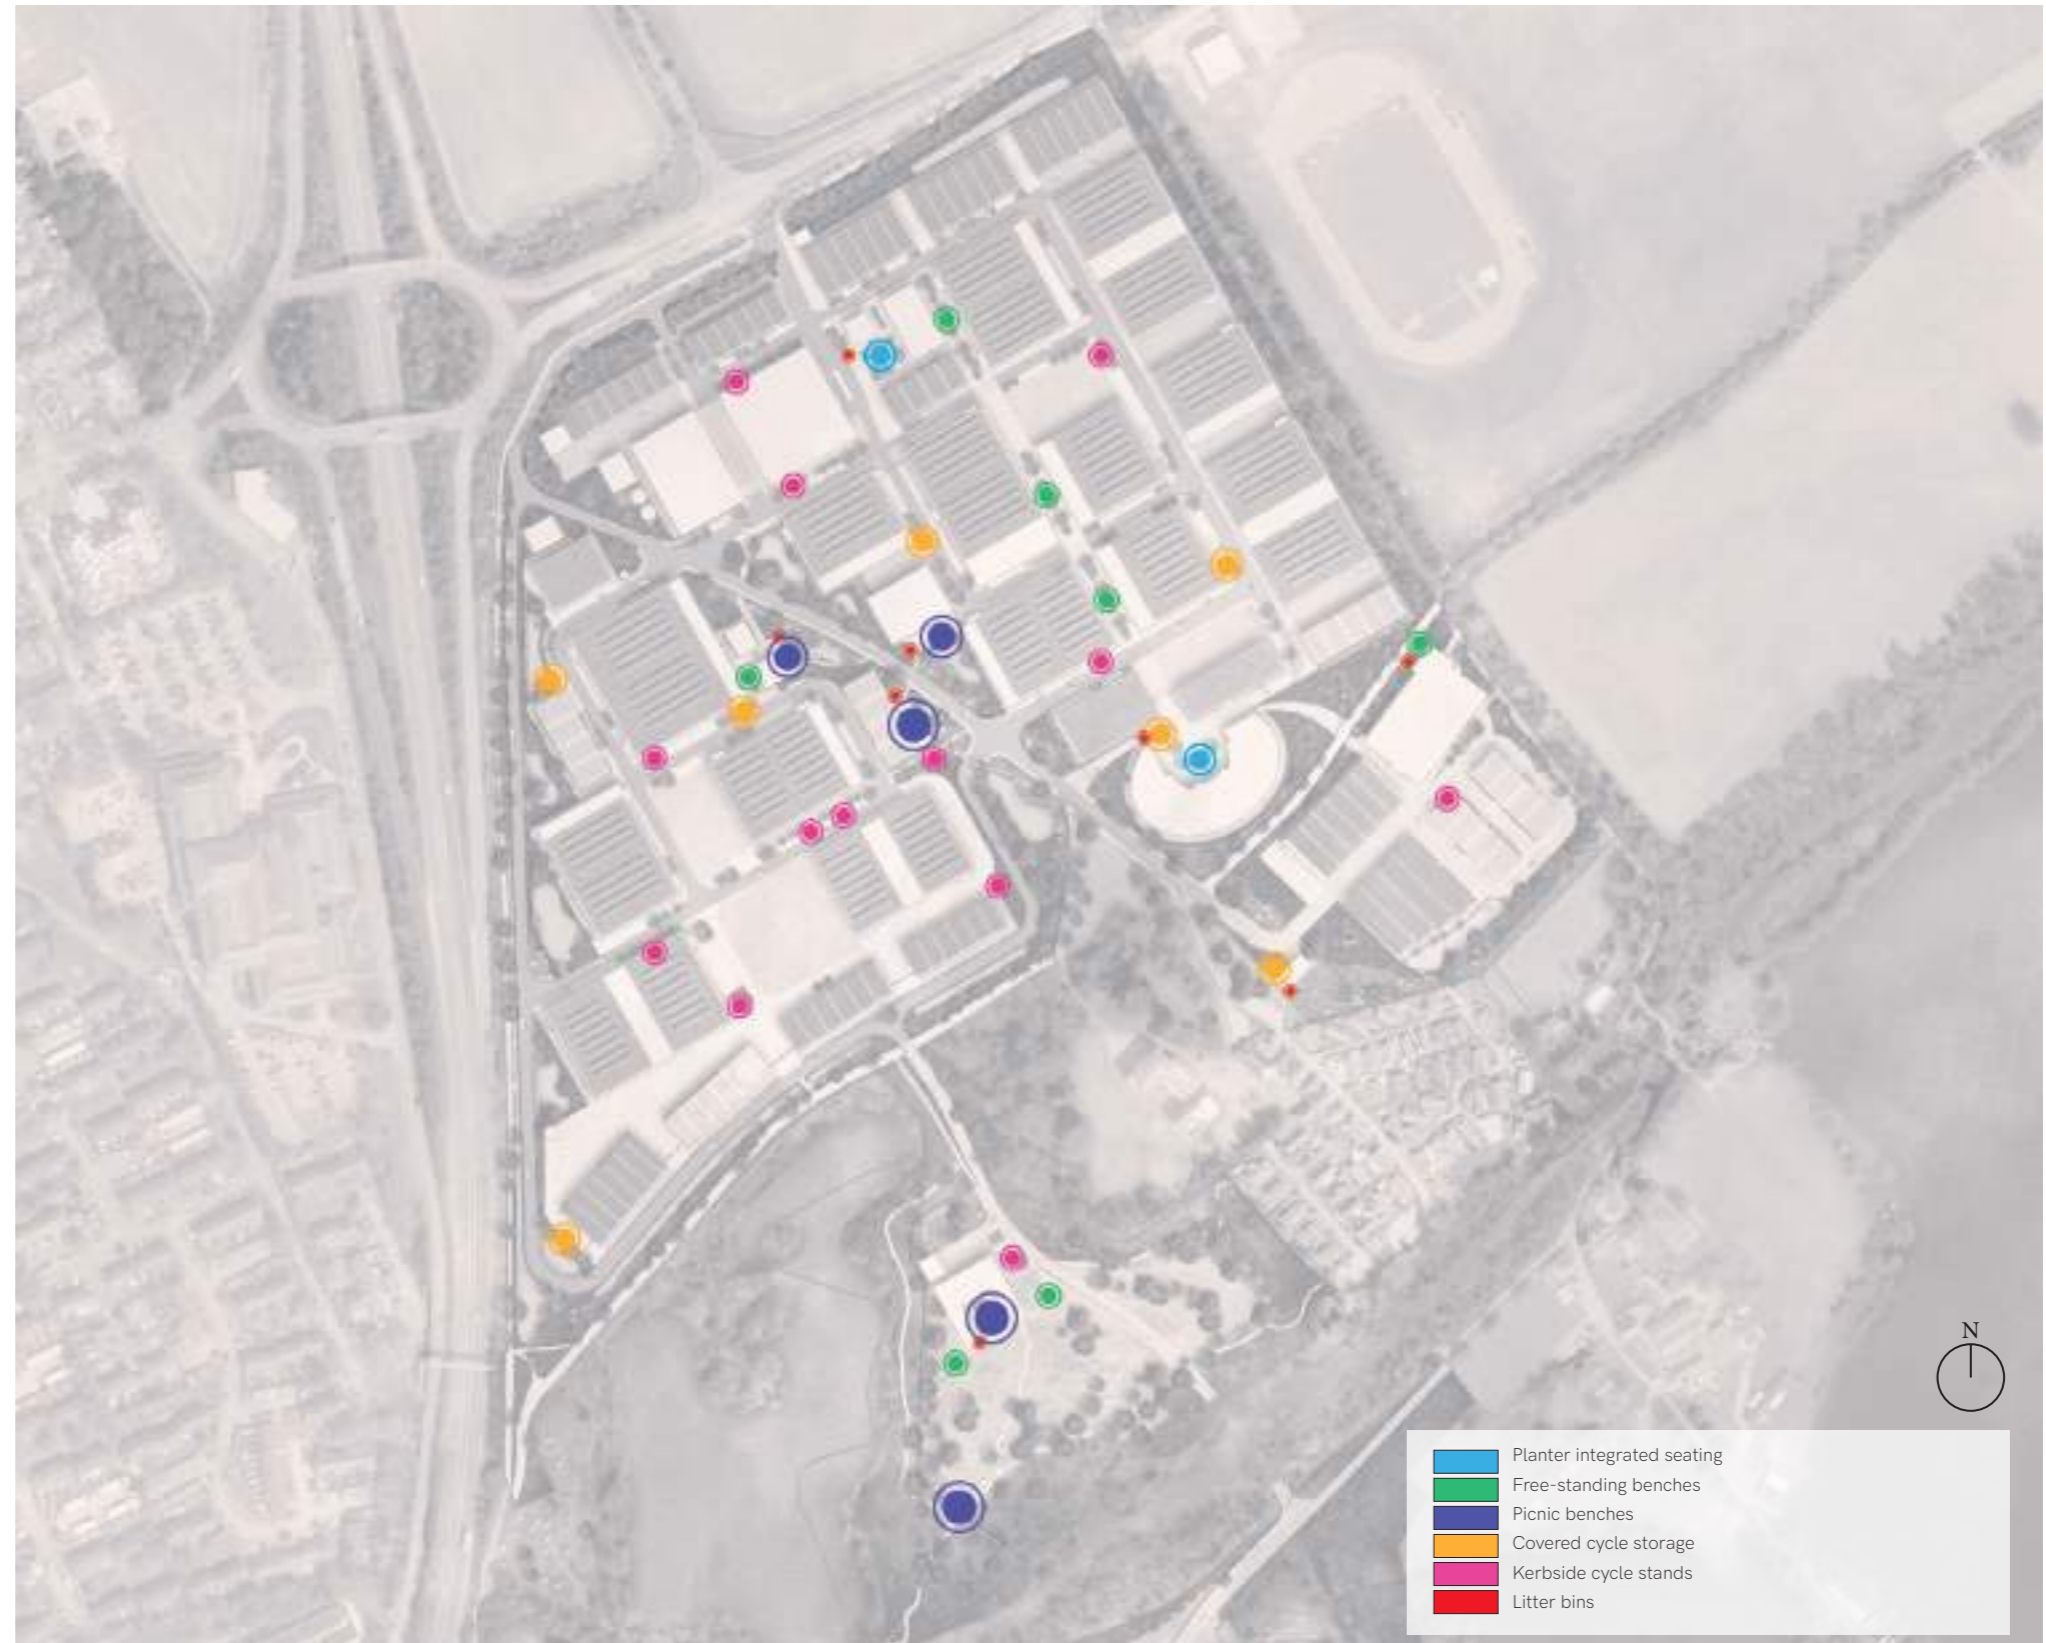 N
Planter integrated seating
Free-standing benches
Picnic benches
Covered cycle storage
Kerbside cycle stands
Litter bins